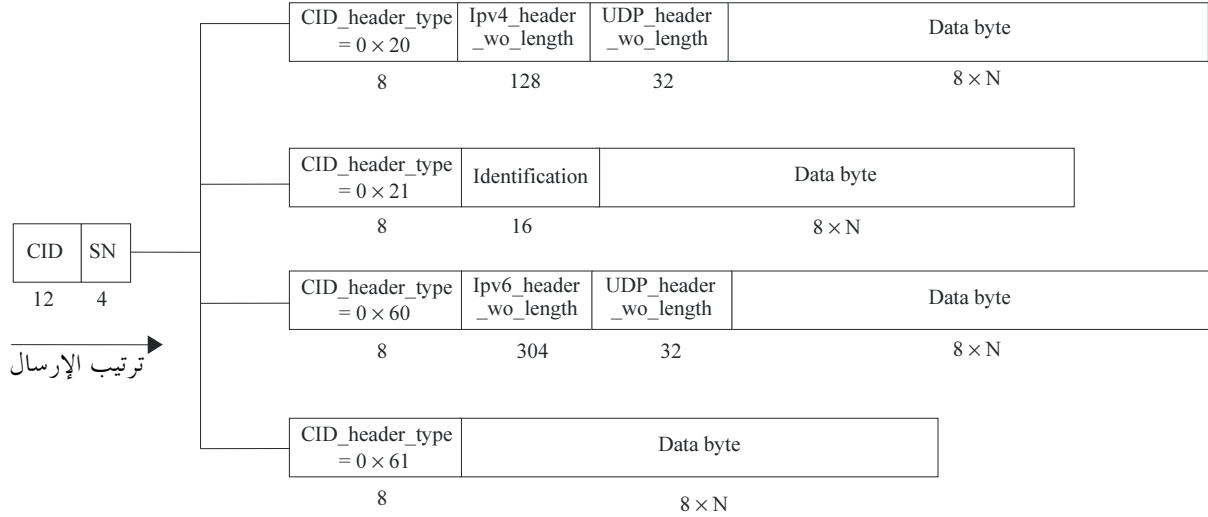 CID_header_type
= 0 × 20
Ipv4_header
_wo_length
UDP_header
_wo_length
Data byte
8
128
32
8 × N
CID_header_type
= 0 × 21
Identification
Data byte
8
16
8 × N
CID
SN
12
4
ترتيب الإرسال
CID_header_type
= 0 × 60
Ipv6_header
_wo_length
UDP_header
_wo_length
Data byte
8
304
32
8 × N
CID_header_type
= 0 × 61
Data byte
8
8 × N